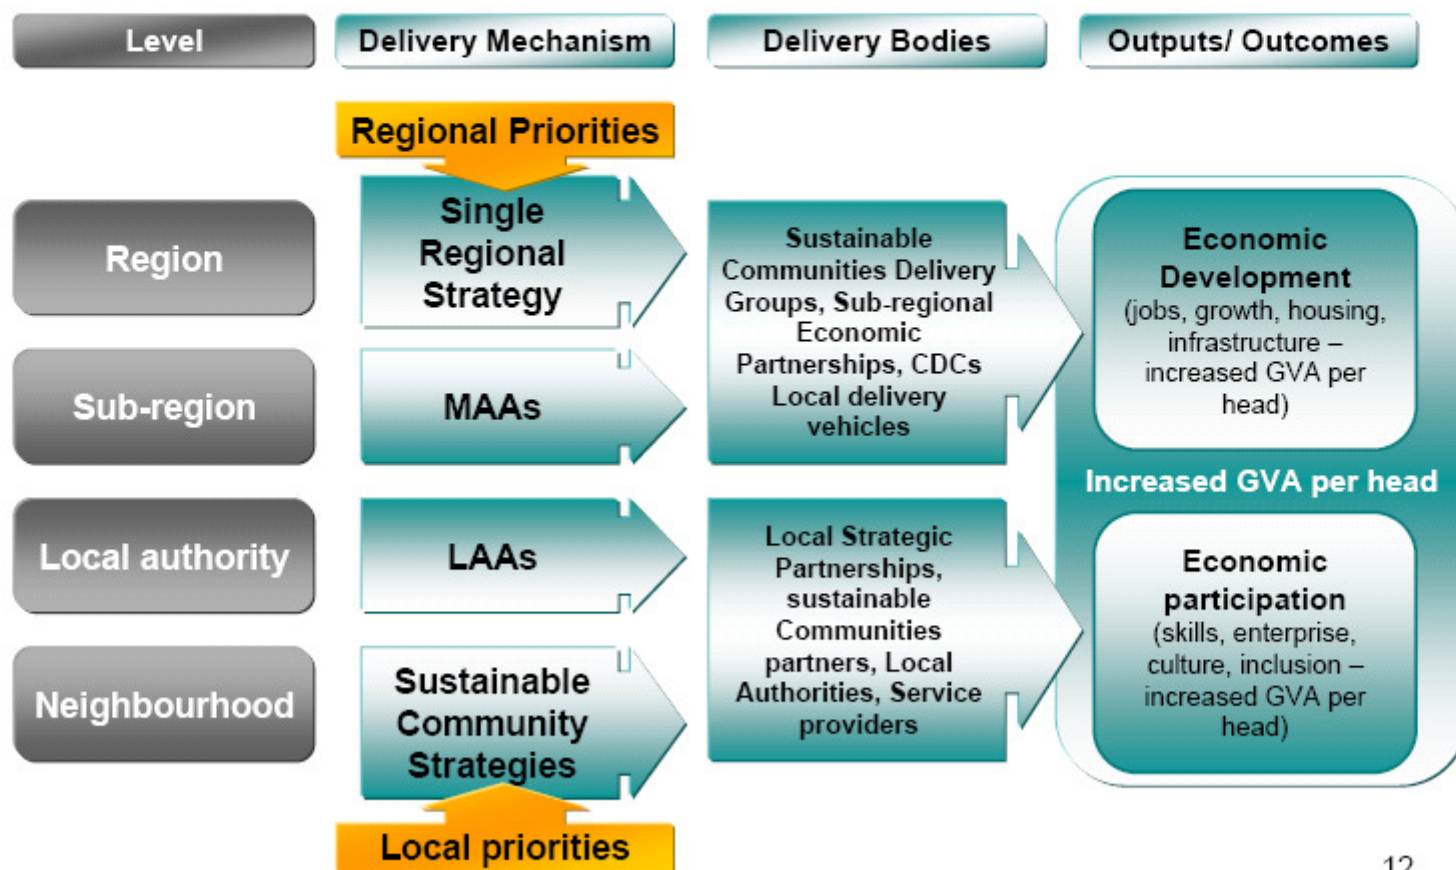 Level
Delivery Mechanism
Delivery Bodies
Outputs/ Outcomes
Regional Priorities
Region
Single
Regional
Strategy
Sustainable
Communities Delivery
Groups, Sub-regional
Economic
Partnerships, CDCs
Local delivery
vehicles
Economic
Development
(jobs, growth, housing,
infrastructure –
increased GVA per
head)
Sub-region
MAAs
Increased GVA per head
Local authority
LAAs
Local Strategic
Partnerships,
sustainable
Communities
partners, Local
Authorities, Service
providers
Economic
participation
(skills, enterprise,
culture, inclusion –
increased GVA per
head)
Neighbourhood
Sustainable
Community
Strategies
Local priorities
12